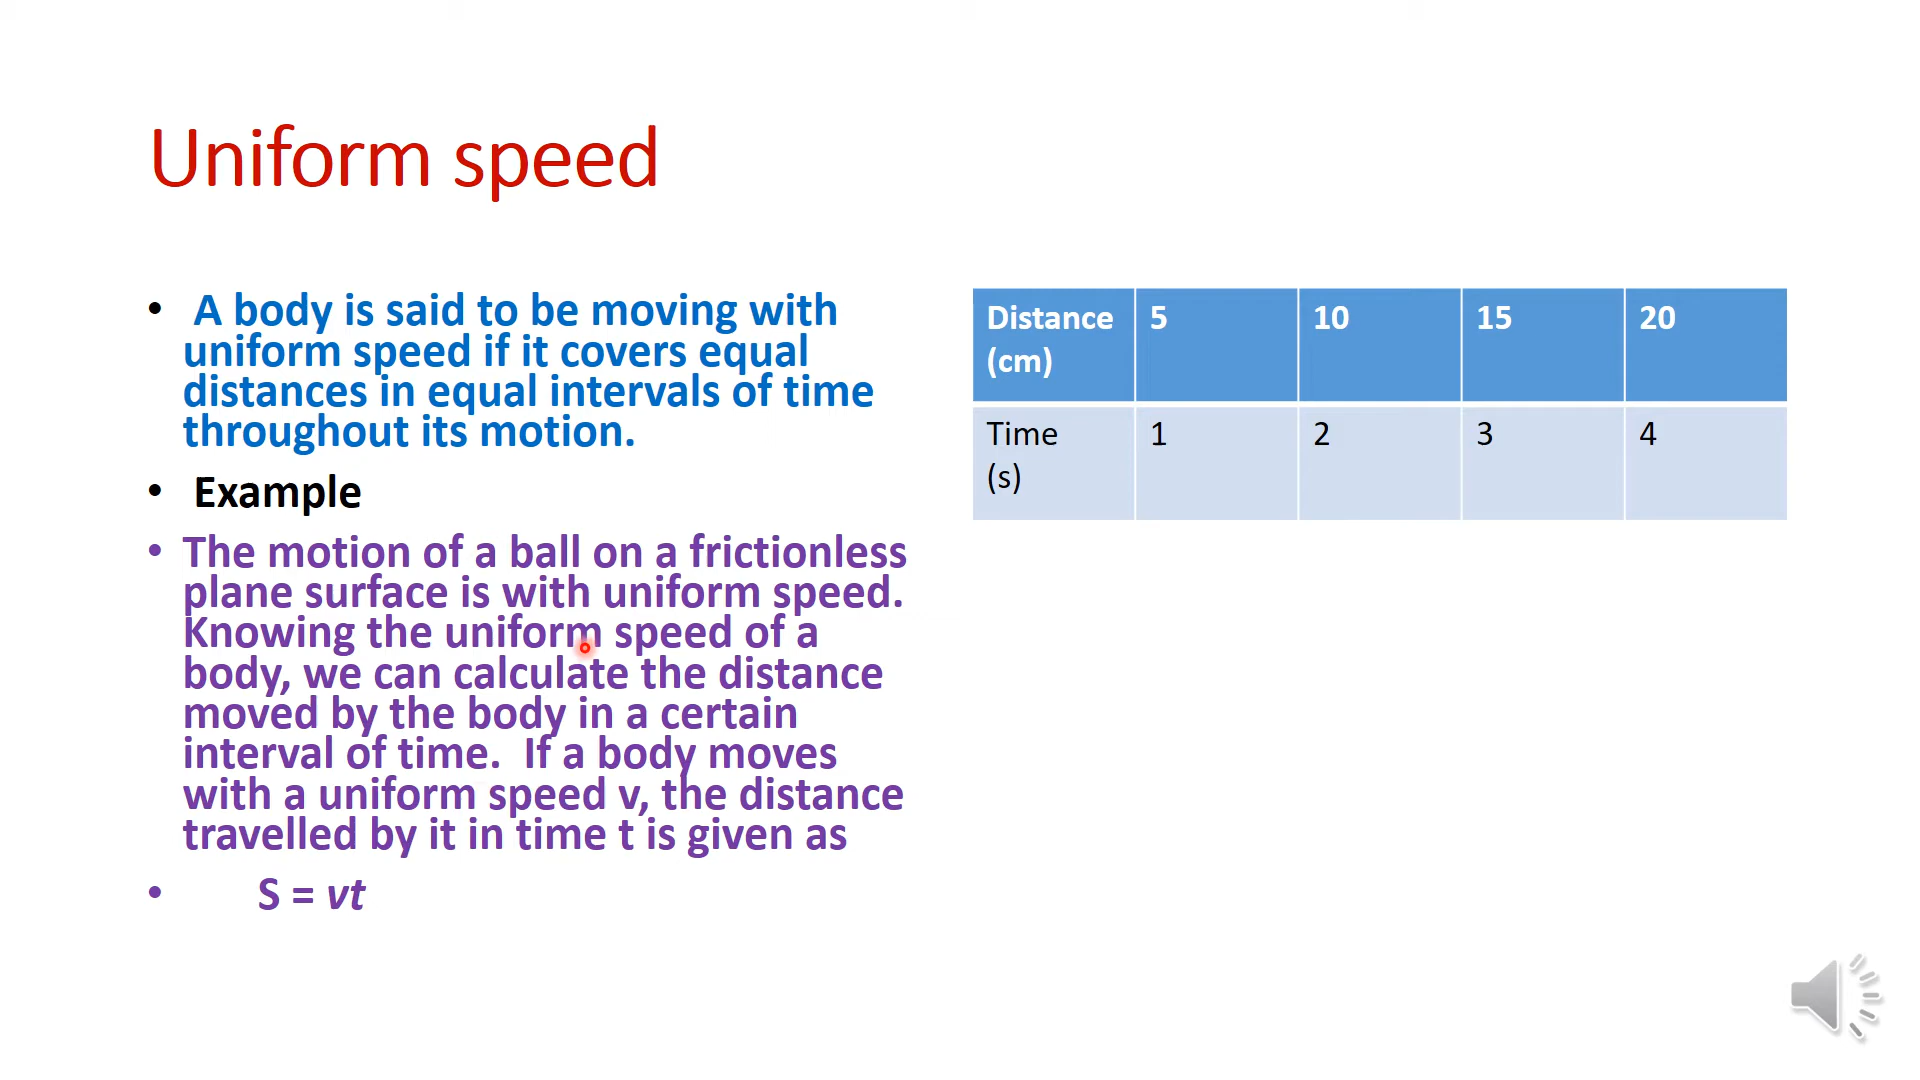 Uniform speed
• A body is said to be moving with
uniform speed if it covers equal
distances in equal intervals of time
throughout its motion.
• Example
• The motion of a ball on a frictionless
plane surface is with uniform speed.
Knowing the uniform speed of a
body, we can calculate the distance
moved by the body in a certain
interval of time.  If a body moves
with a uniform speed v, the distance
travelled by it in time t is given as
• S = vt
Distance (cm) 5 10 15 20
Time (s) 1 2 3 4